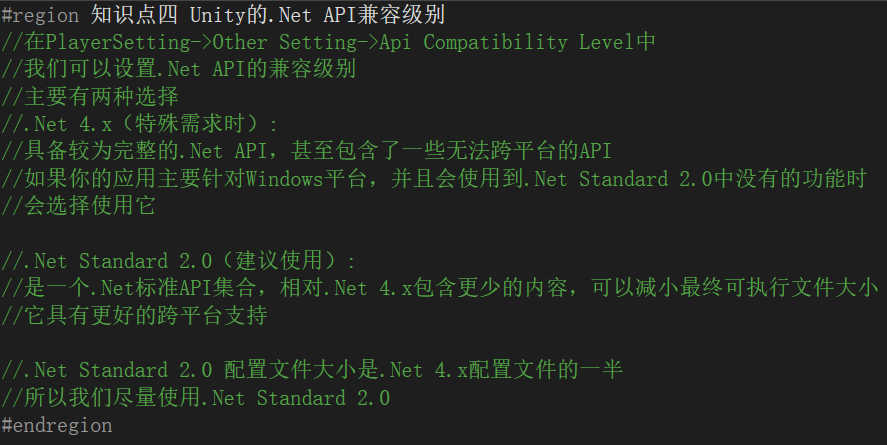 #region 知识点四 Unity的.Net API兼容级别
//在PlayerSetting->Other Setting->Api Compatibility Level中
//我们可以设置.Net API的兼容级别
//主要有两种选择
//.Net 4.x（特殊需求时）:
//具备较为完整的.Net API，甚至包含了一些无法跨平台的API
//如果你的应用主要针对Windows平台，并且会使用到.Net Standard 2.0中没有的功能时
//会选择使用它
//.Net Standard 2.0（建议使用）:
//是一个.Net标准API集合，相对.Net 4.x包含更少的内容，可以减小最终可执行文件大小
//它具有更好的跨平台支持
//.Net Standard 2.0 配置文件大小是.Net 4.x配置文件的一半
//所以我们尽量使用.Net Standard 2.0
#endregion